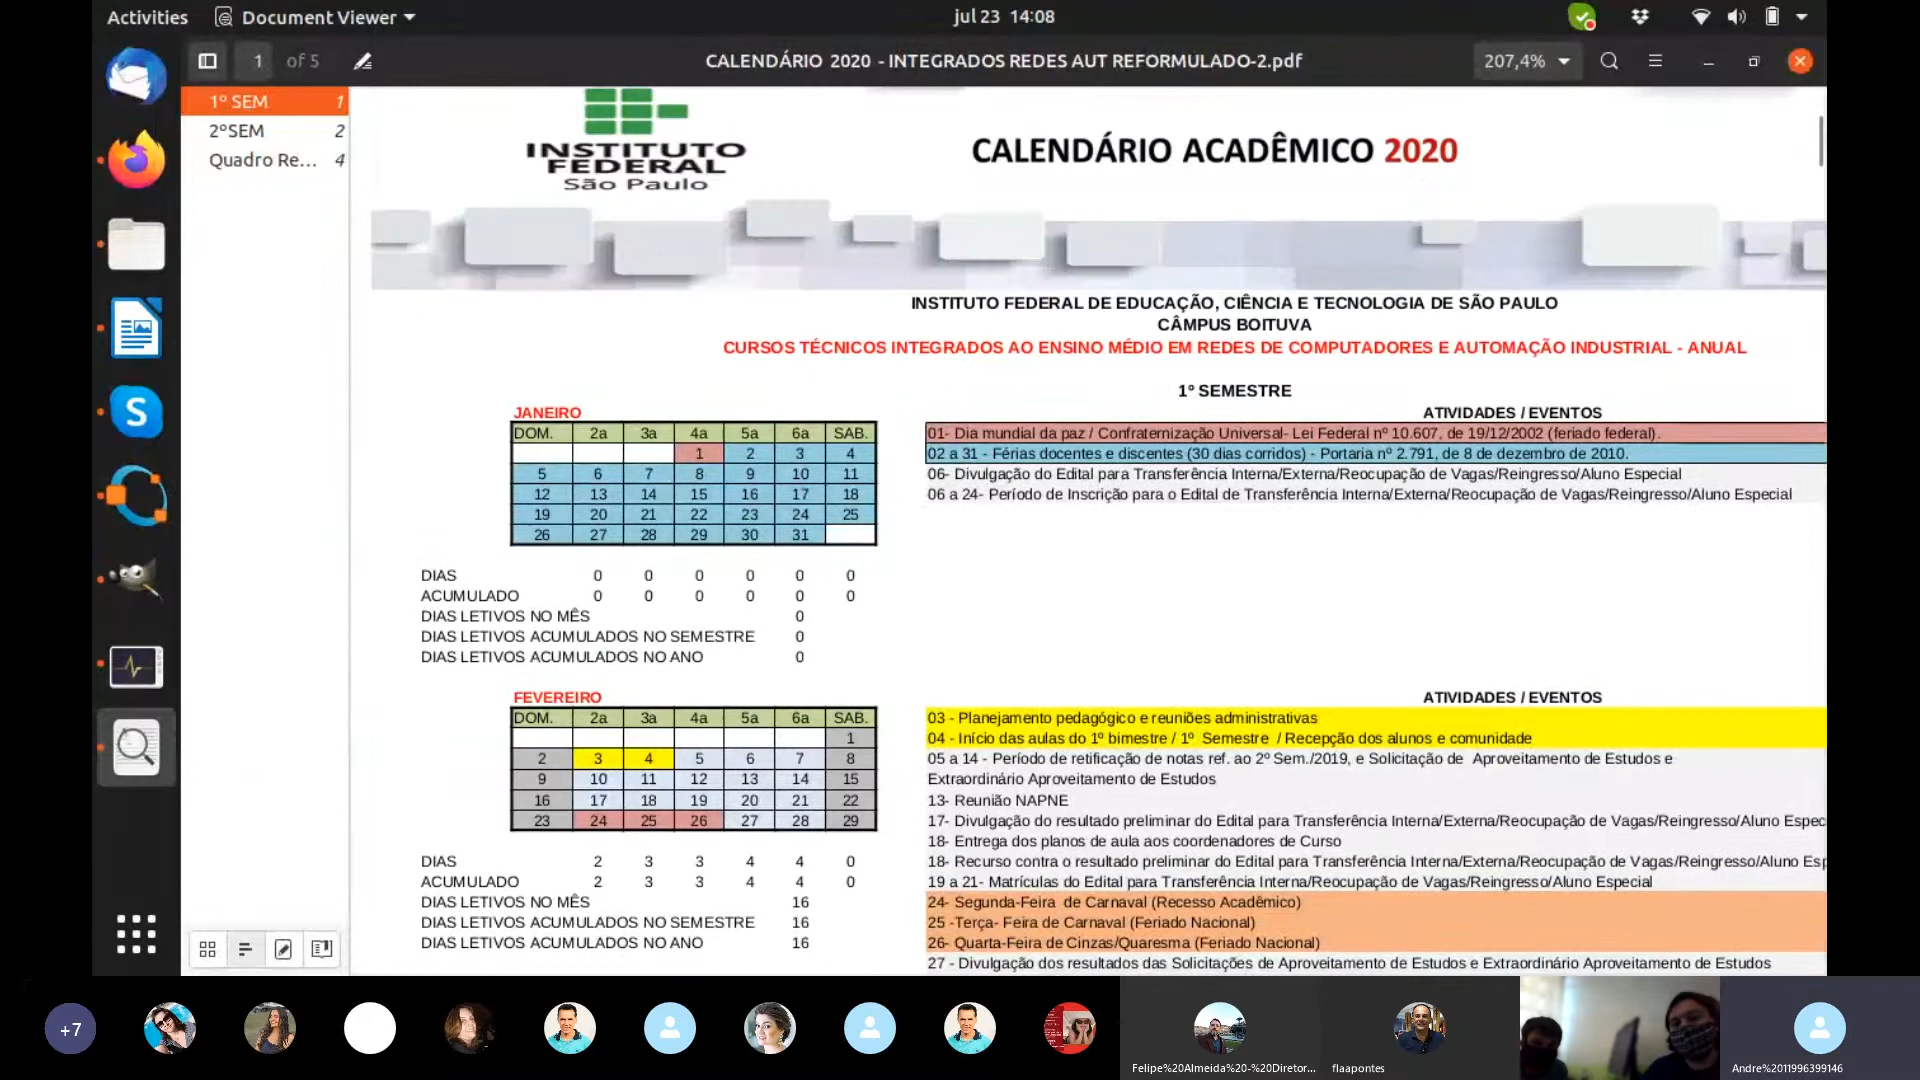 Activities
Document Viewer
jul 23 14:08
1 of 5
CALENDÁRIO 2020 - INTEGRADOS REDES AUT REFORMULADO-2.pdf
207,4%
1º SEM 1
2ºSEM 2
Quadro Re... 4
INSTITUTO
FEDERAL
São Paulo
CALENDÁRIO ACADÊMICO 2020
INSTITUTO FEDERAL DE EDUCAÇÃO, CIÊNCIA E TECNOLOGIA DE SÃO PAULO
CÂMPUS BOITUVA
CURSOS TÉCNICOS INTEGRADOS AO ENSINO MÉDIO EM REDES DE COMPUTADORES E AUTOMAÇÃO INDUSTRIAL - ANUAL
1º SEMESTRE
JANEIRO
DOM. 2a 3a 4a 5a 6a SAB.
1 2 3 4
5 6 7 8 9 10 11
12 13 14 15 16 17 18
19 20 21 22 23 24 25
26 27 28 29 30 31
DIAS 0 0 0 0 0 0
ACUMULADO 0 0 0 0 0 0
DIAS LETIVOS NO MÊS 0
DIAS LETIVOS ACUMULADOS NO SEMESTRE 0
DIAS LETIVOS ACUMULADOS NO ANO 0
ATIVIDADES / EVENTOS
01- Dia mundial da paz / Confraternização Universal- Lei Federal nº 10.607, de 19/12/2002 (feriado federal).
02 a 31 - Férias docentes e discentes (30 dias corridos) - Portaria nº 2.791, de 8 de dezembro de 2010.
06- Divulgação do Edital para Transferência Interna/Externa/Reocupação de Vagas/Reingresso/Aluno Especial
06 a 24- Período de Inscrição para o Edital de Transferência Interna/Externa/Reocupação de Vagas/Reingresso/Aluno Especial
FEVEREIRO
DOM. 2a 3a 4a 5a 6a SAB.
1
2 3 4 5 6 7 8
9 10 11 12 13 14 15
16 17 18 19 20 21 22
23 24 25 26 27 28 29
DIAS 2 3 3 4 4 0
ACUMULADO 2 3 3 4 4 0
DIAS LETIVOS NO MÊS 16
DIAS LETIVOS ACUMULADOS NO SEMESTRE 16
DIAS LETIVOS ACUMULADOS NO ANO 16
ATIVIDADES / EVENTOS
03 - Planejamento pedagógico e reuniões administrativas
04 - Início das aulas do 1º bimestre / 1º Semestre / Recepção dos alunos e comunidade
05 a 14 - Período de retificação de notas ref. ao 2º Sem./2019, e Solicitação de Aproveitamento de Estudos e
Extraordinário Aproveitamento de Estudos
13- Reunião NAPNE
17- Divulgação do resultado preliminar do Edital para Transferência Interna/Externa/Reocupação de Vagas/Reingresso/Aluno Espec
18- Entrega dos planos de aula aos coordenadores de Curso
18- Recurso contra o resultado preliminar do Edital para Transferência Interna/Externa/Reocupação de Vagas/Reingresso/Aluno Esp
19 a 21- Matrículas do Edital para Transferência Interna/Reocupação de Vagas/Reingresso/Aluno Especial
24- Segunda-Feira de Carnaval (Recesso Acadêmico)
25 -Terça- Feira de Carnaval (Feriado Nacional)
26- Quarta-Feira de Cinzas/Quaresma (Feriado Nacional)
27 - Divulgação dos resultados das Solicitações de Aproveitamento de Estudos e Extraordinário Aproveitamento de Estudos
+7
Felipe%20Almeida%20-%20Diretor...
flaapontes
Andre%2011996399146